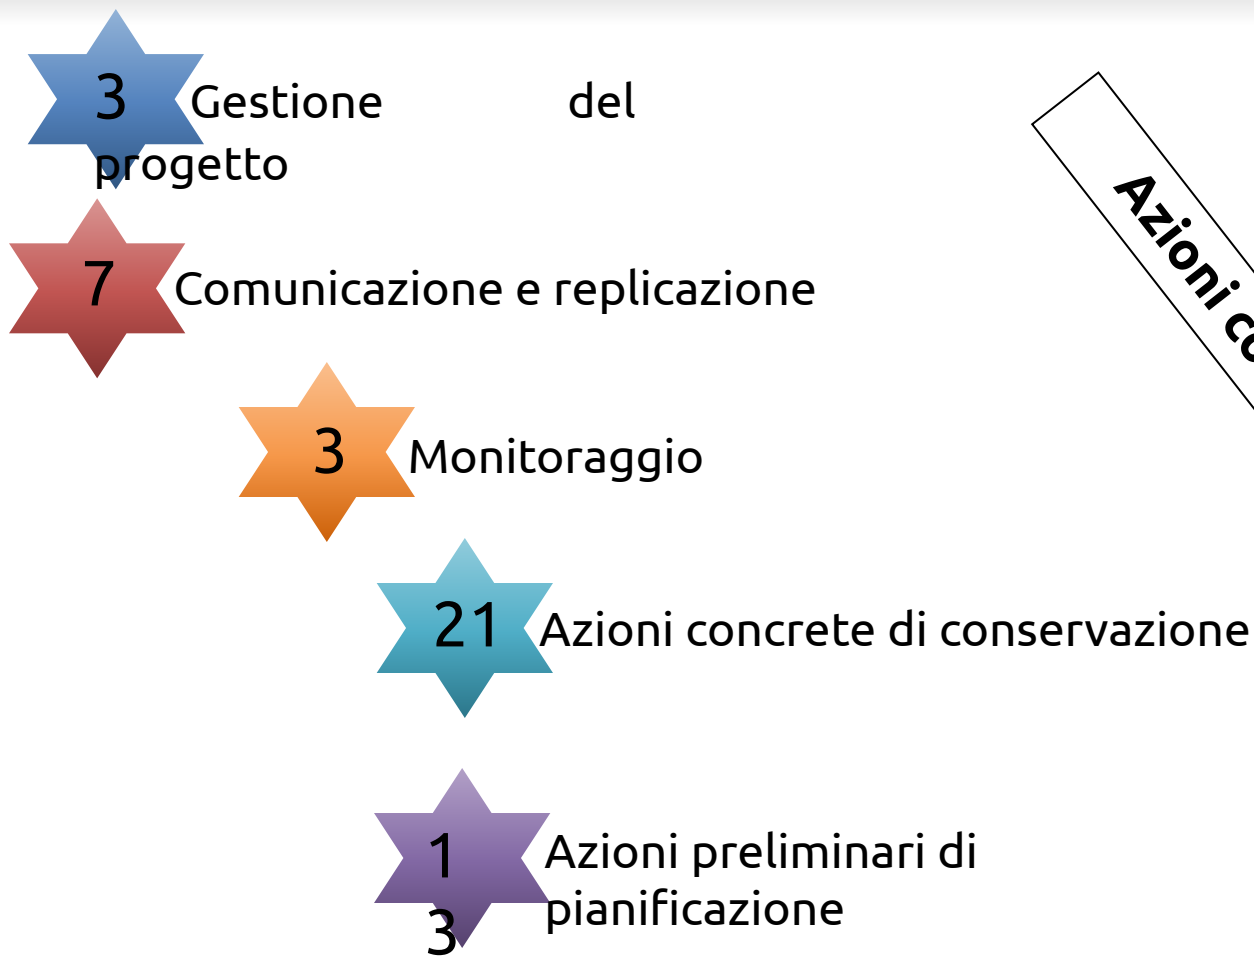 3 Gestione del
progetto
7 Comunicazione e replicazione
3 Monitoraggio
21 Azioni concrete di conservazione
1
3
Azioni preliminari di
pianificazione
Azioni